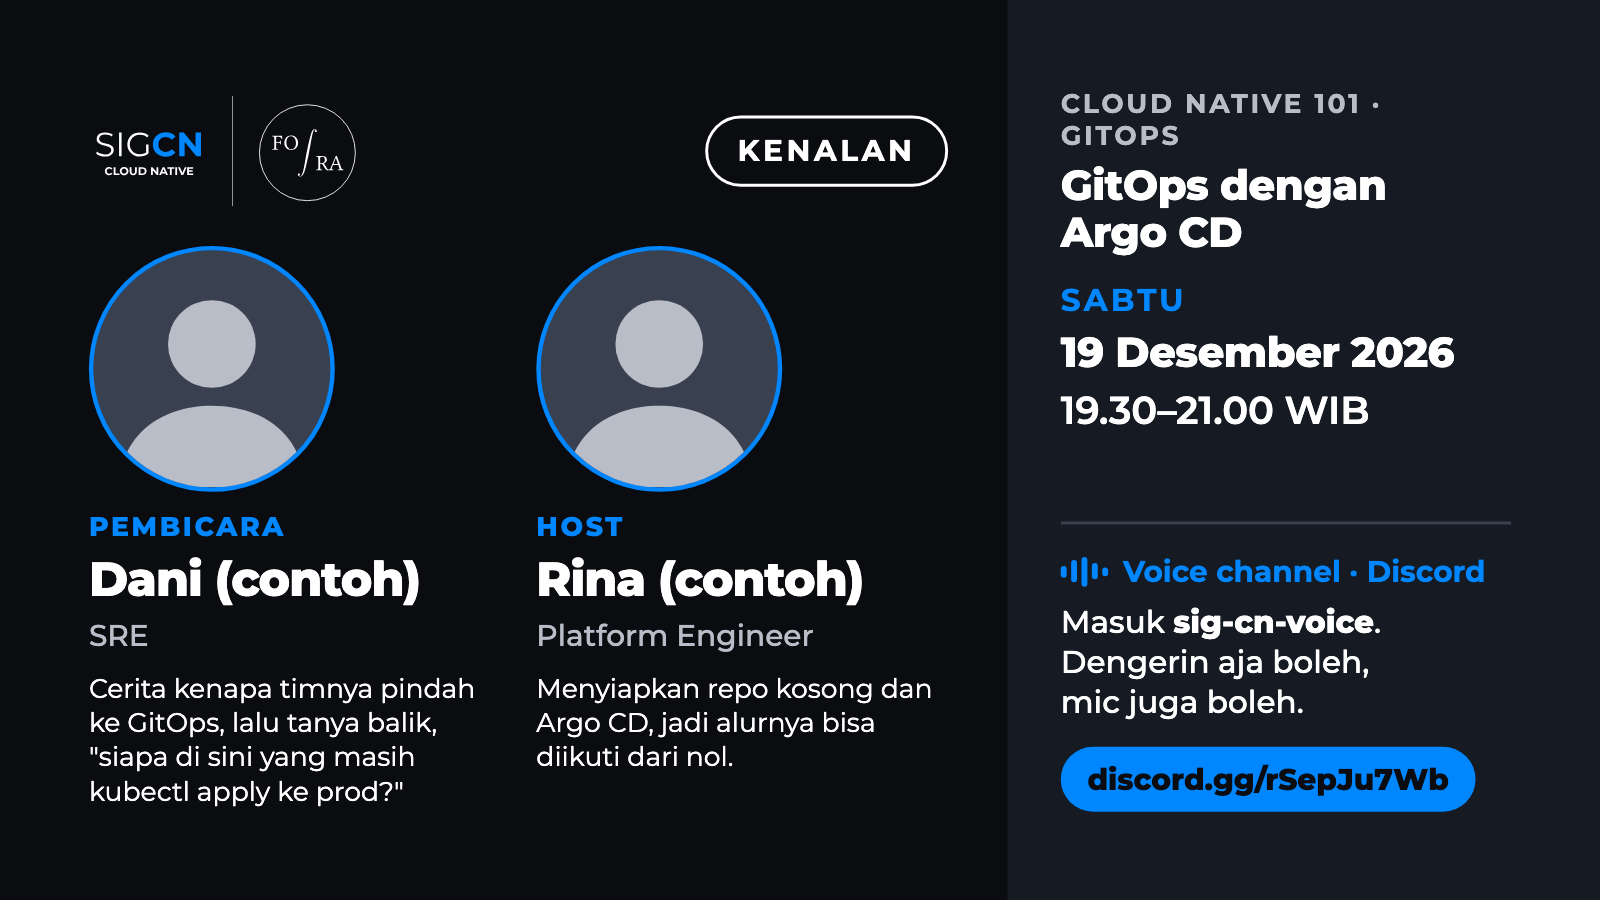 SIGCN
CLOUD NATIVE
FO RA
KENALAN
PEMBICARA
Dani (contoh)
SRE
Cerita kenapa timnya pindah
ke GitOps, lalu tanya balik,
"siapa di sini yang masih
kubectl apply ke prod?"
HOST
Rina (contoh)
Platform Engineer
Menyiapkan repo kosong dan
Argo CD, jadi alurnya bisa
diikuti dari nol.
CLOUD NATIVE 101 ·
GITOPS
GitOps dengan
Argo CD
SABTU
19 Desember 2026
19.30–21.00 WIB
Voice channel · Discord
Masuk sig-cn-voice.
Dengerin aja boleh,
mic juga boleh.
discord.gg/rSepJu7Wb